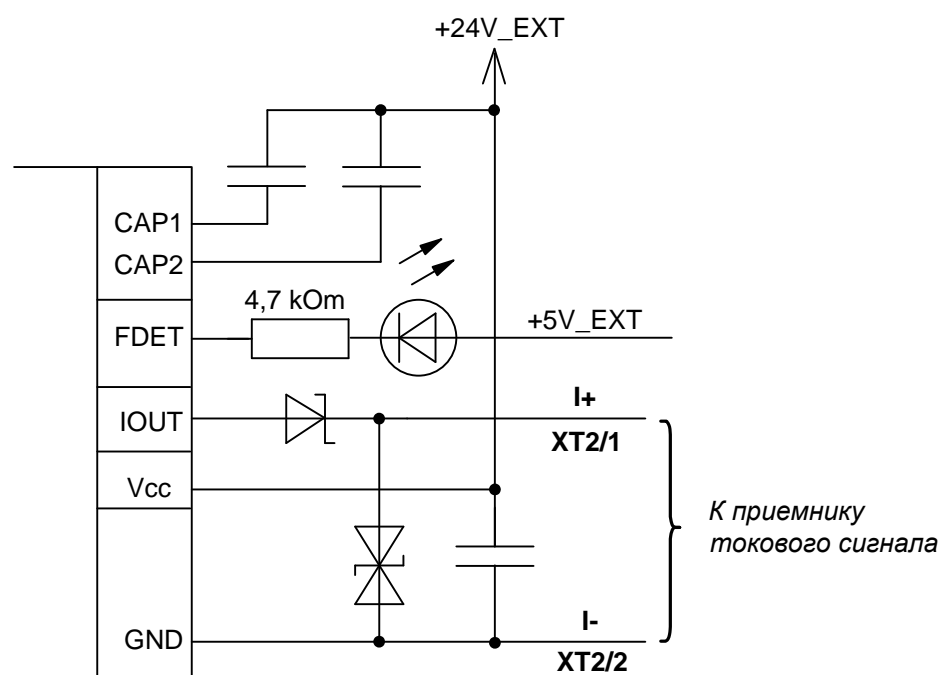 +24V_EXT
CAP1
CAP2
4,7 kOm
FDET
+5V_EXT
IOUT
I+
XT2/1
Vcc
К приемнику
токового сигнала
GND
I-
XT2/2